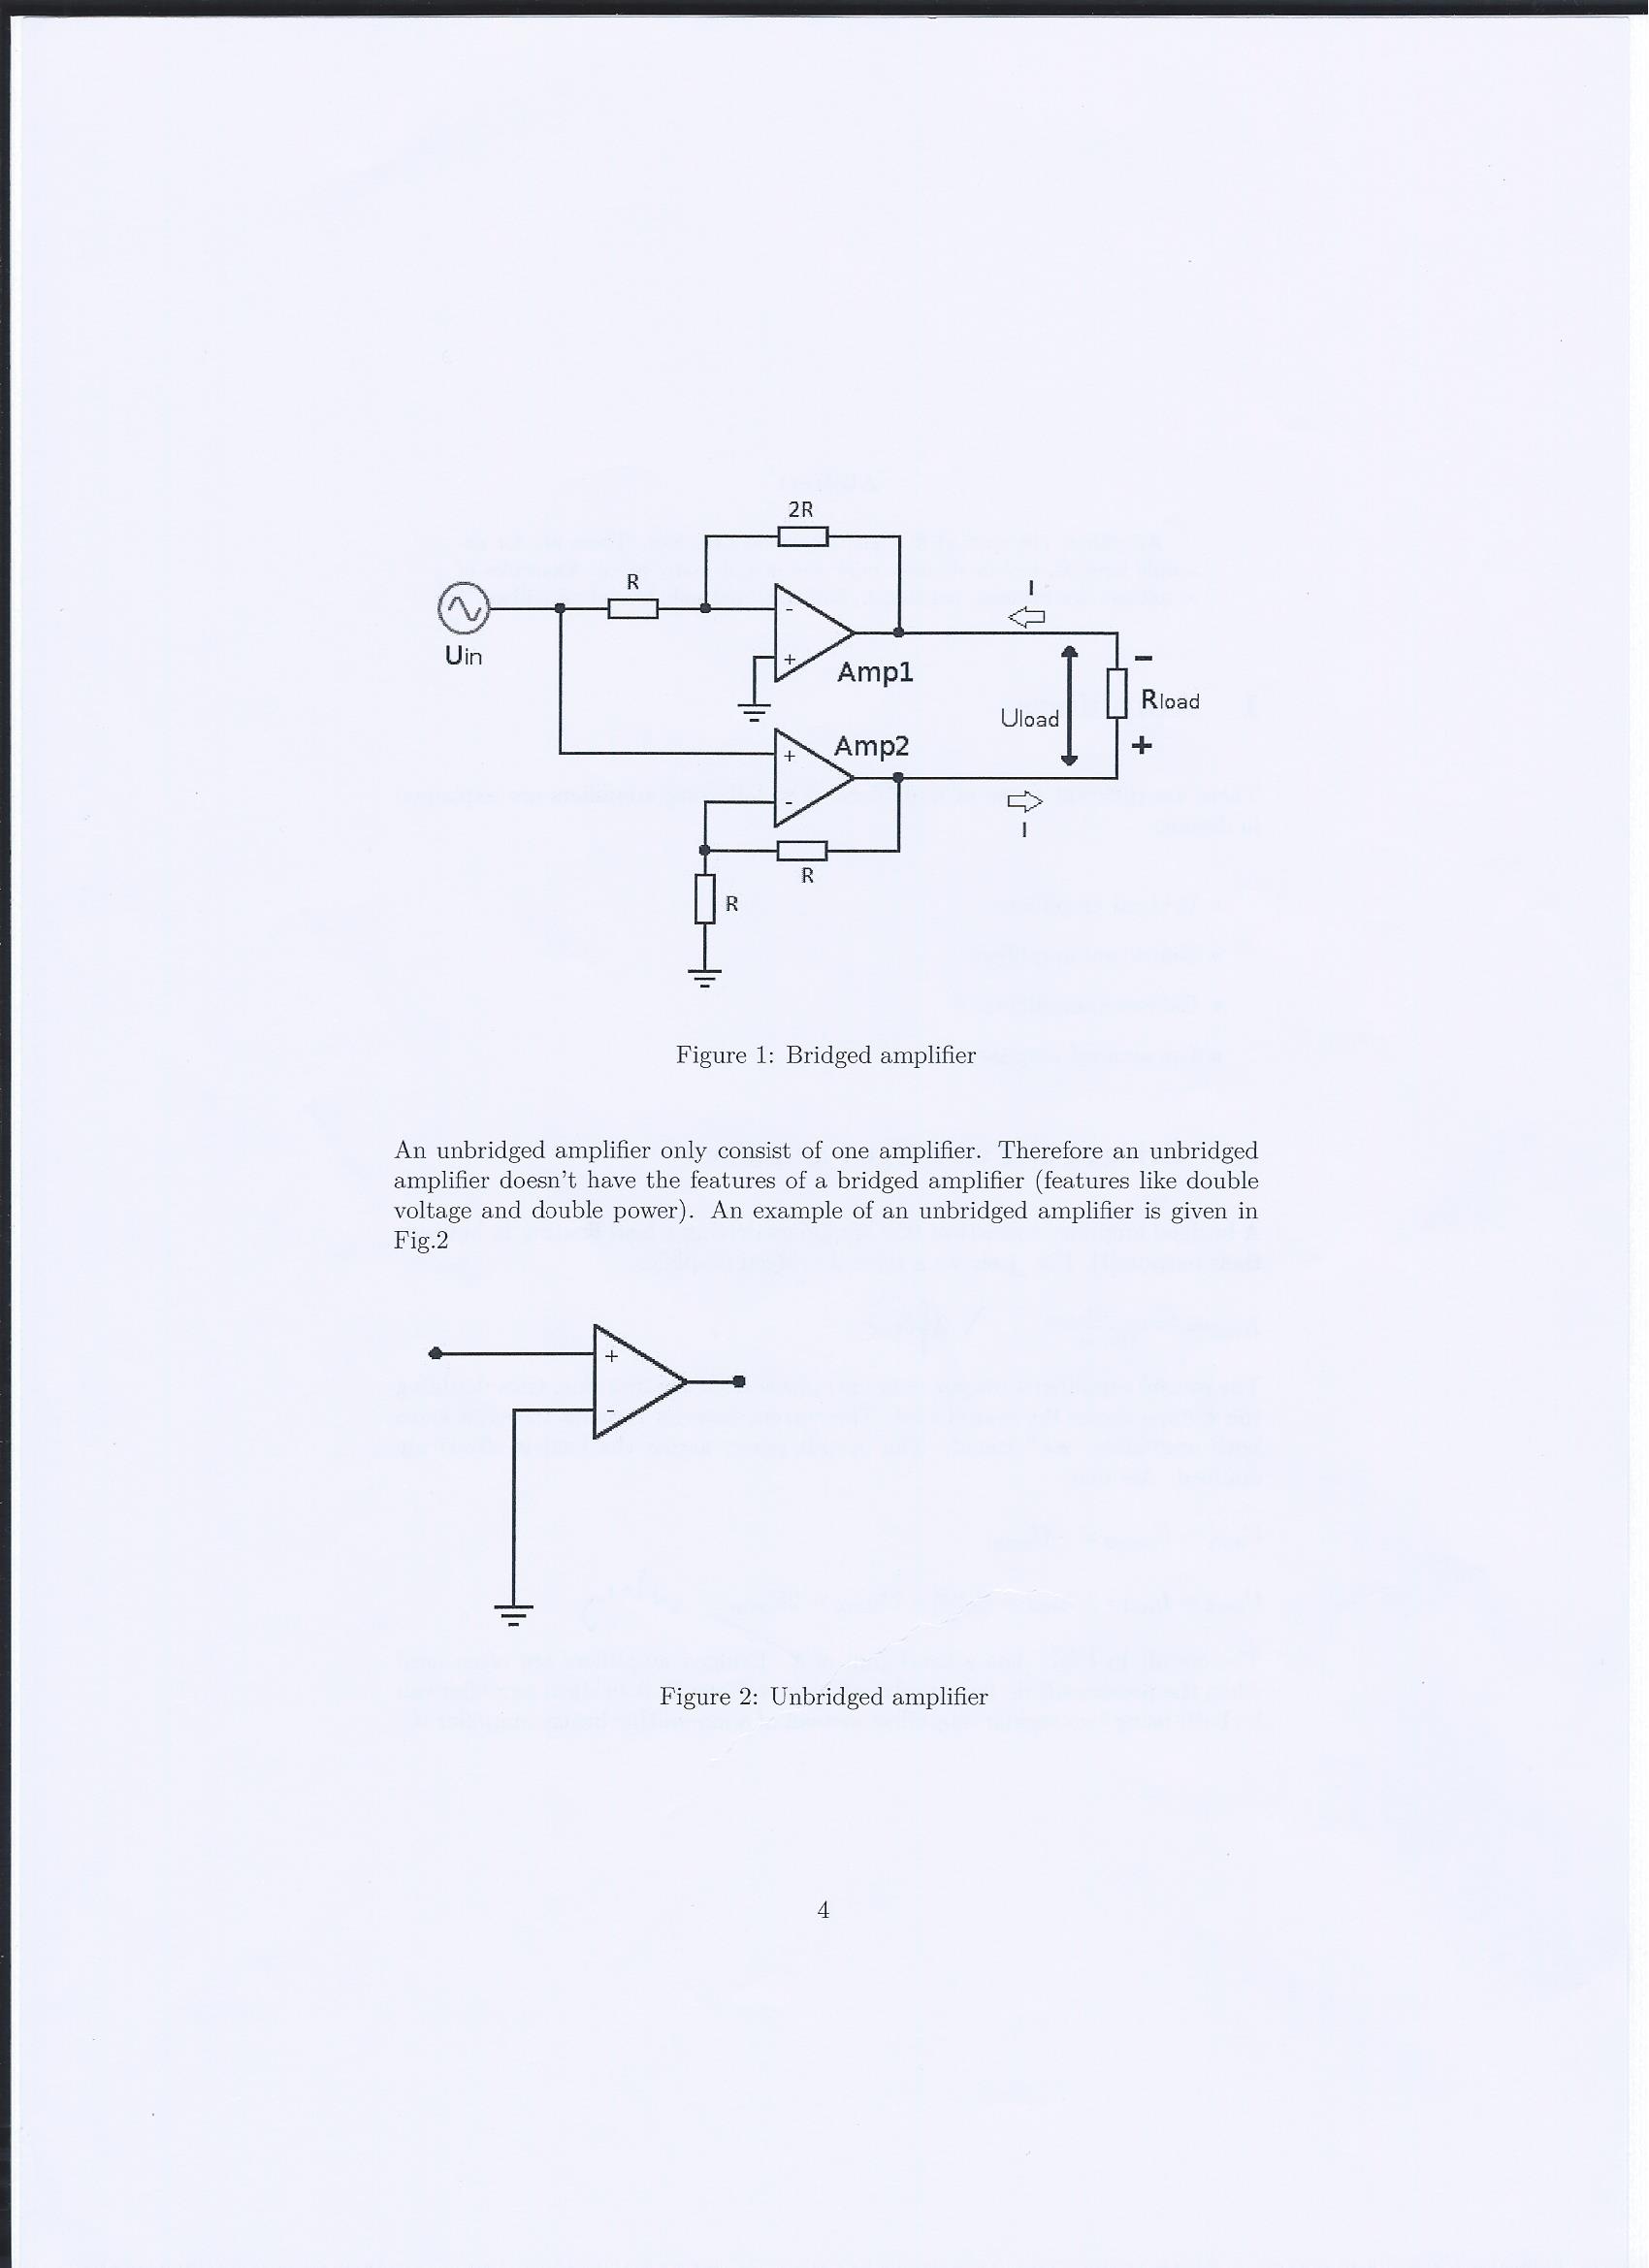 2R
R
I
Uin
-
+
Amp1
-
Rload
Uload
Amp2
+
+
-
I
R
R
Figure 1: Bridged amplifier
An unbridged amplifier only consist of one amplifier. Therefore an unbridged
amplifier doesn't have the features of a bridged amplifier (features like double
voltage and double power). An example of an unbridged amplifier is given in
Fig.2
+
-
Figure 2: Unbridged amplifier
4